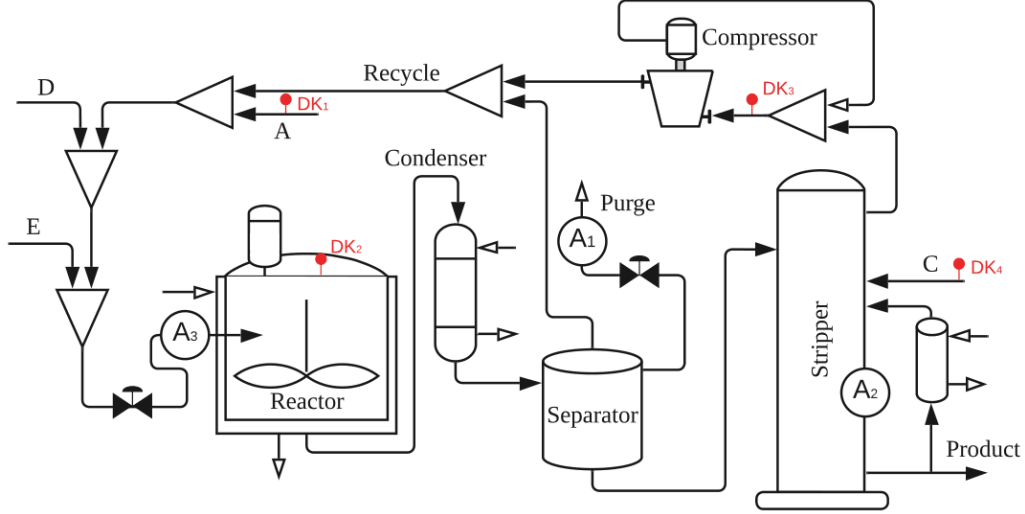 Compressor
Recycle
D
DK₃
DK₁
A
Condenser
Purge
E
A₁
DK₂
C
DK₄
A₃
Stripper
Reactor
A₂
Separator
Product